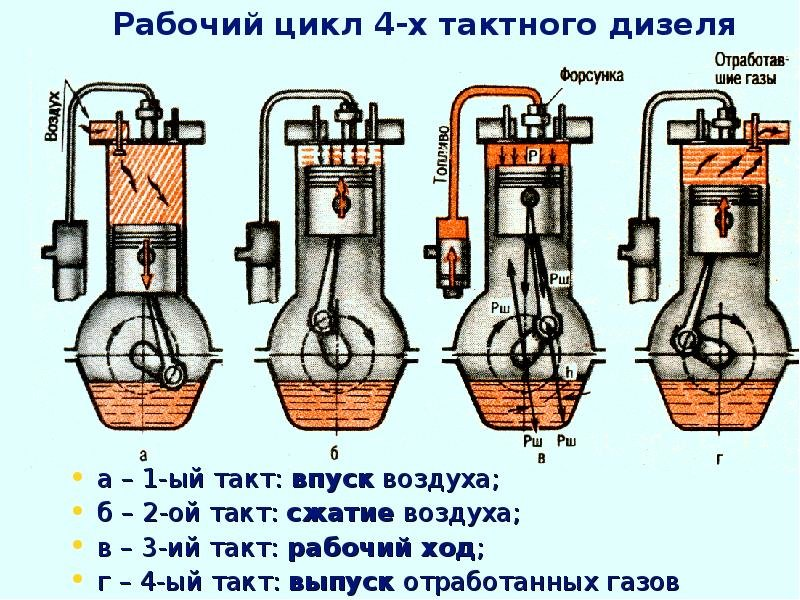 Рабочий цикл 4-х тактного дизеля
Воздух
Топливо
Форсунка
Отработав-
шие газы
P
Рш
Рш
h
Рш Рш
а
б
в
г
а – 1-ый такт: впуск воздуха;
б – 2-ой такт: сжатие воздуха;
в – 3-ий такт: рабочий ход;
г – 4-ый такт: выпуск отработанных газов